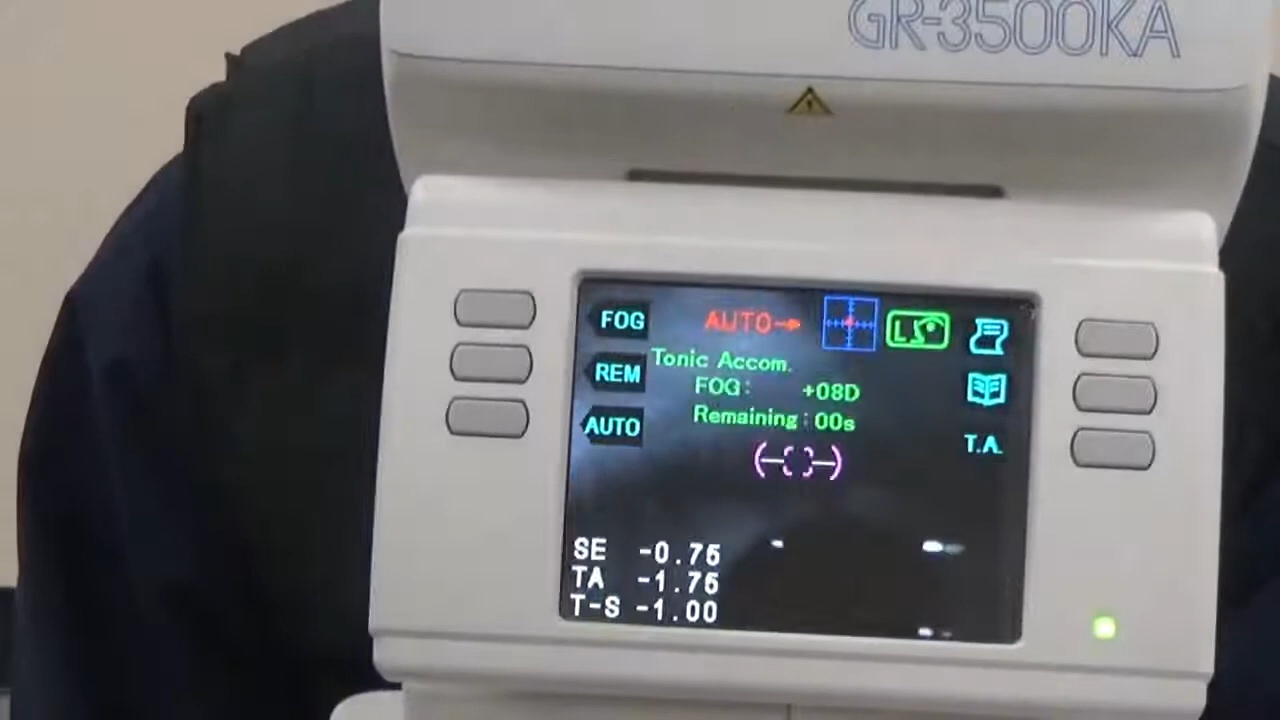 GR-3500KA
FOG AUTO→ LS
Tonic Accom.
FOG: +08D
REM
Remaining: 00s
AUTO
T.A.
SE -0.75
TA -1.75
T-S -1.00